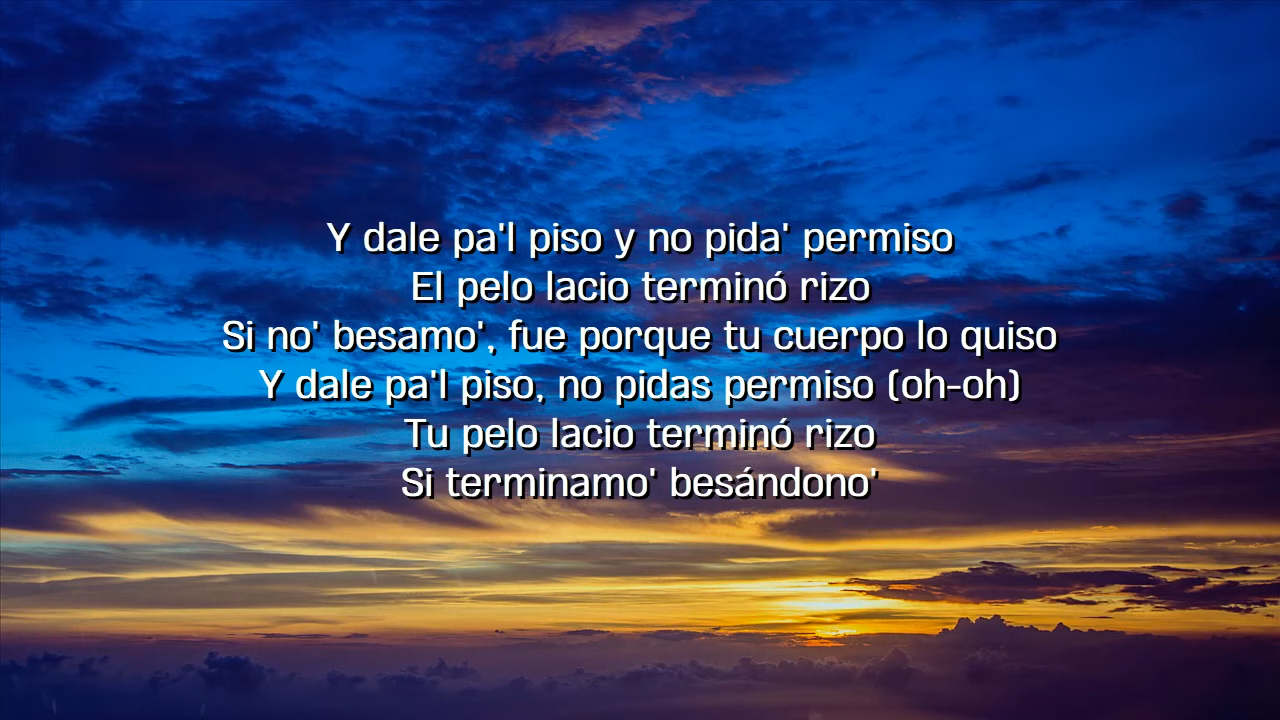 Y dale pa'l piso y no pida' permiso
El pelo lacio terminó rizo
Si no' besamo', fue porque tu cuerpo lo quiso
Y dale pa'l piso, no pidas permiso (oh-oh)
Tu pelo lacio terminó rizo
Si terminamo' besándono'